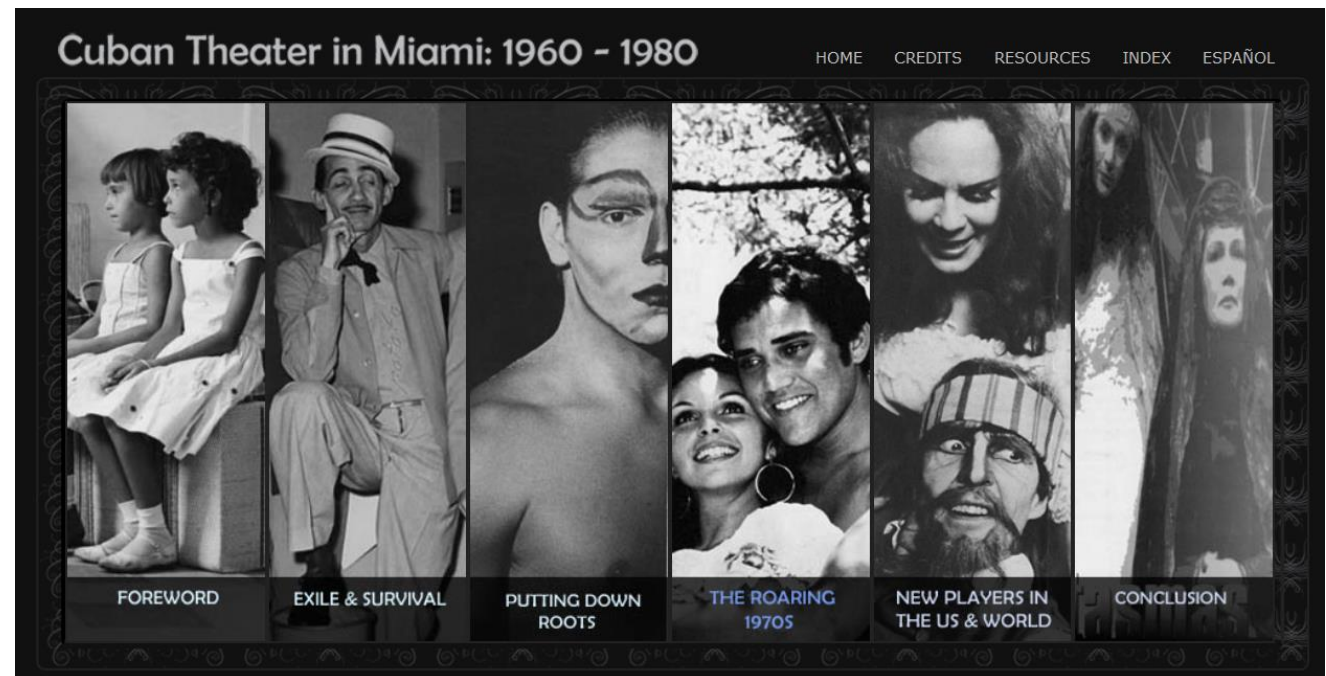 Cuban Theater in Miami: 1960 - 1980
HOME CREDITS RESOURCES INDEX ESPAÑOL
FOREWORD
EXILE & SURVIVAL
PUTTING DOWN
ROOTS
THE ROARING
1970S
NEW PLAYERS IN
THE US & WORLD
CONCLUSION